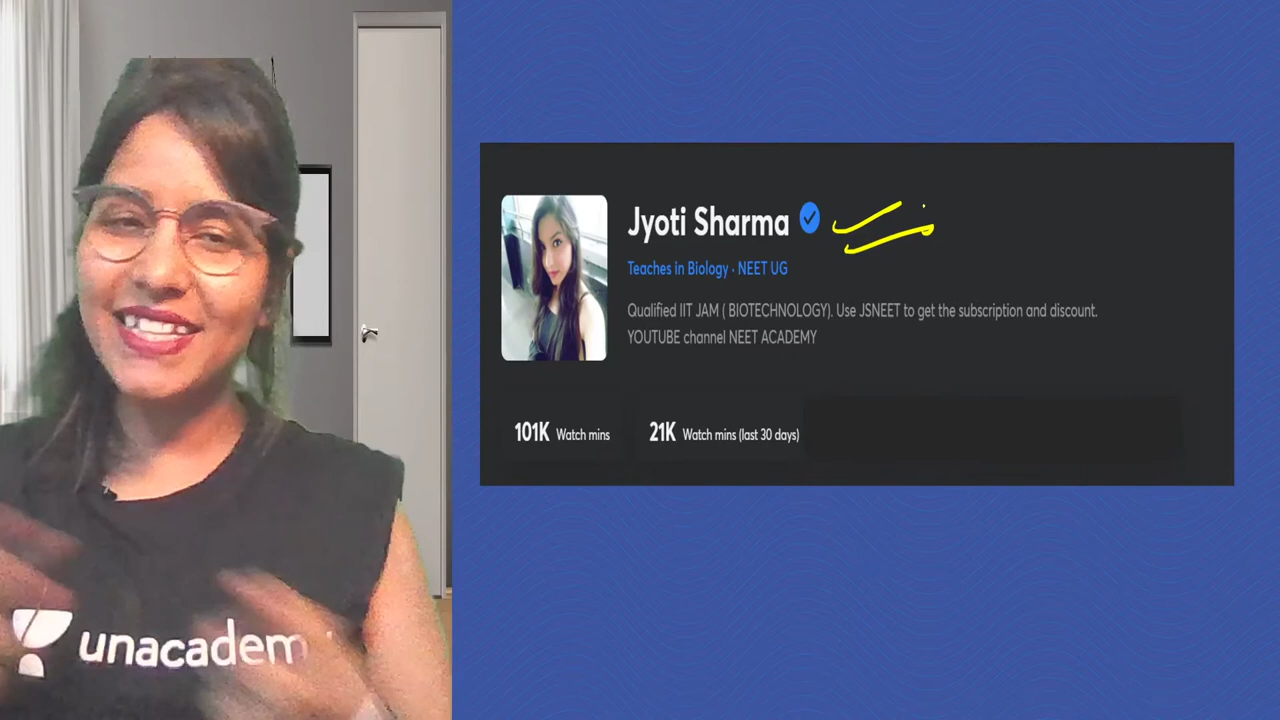 unacadem
Jyoti Sharma
Teaches in Biology · NEET UG
Qualified IIT JAM ( BIOTECHNOLOGY). Use JSNEET to get the subscription and discount.
YOUTUBE channel NEET ACADEMY
101K Watch mins
21K Watch mins (last 30 days)